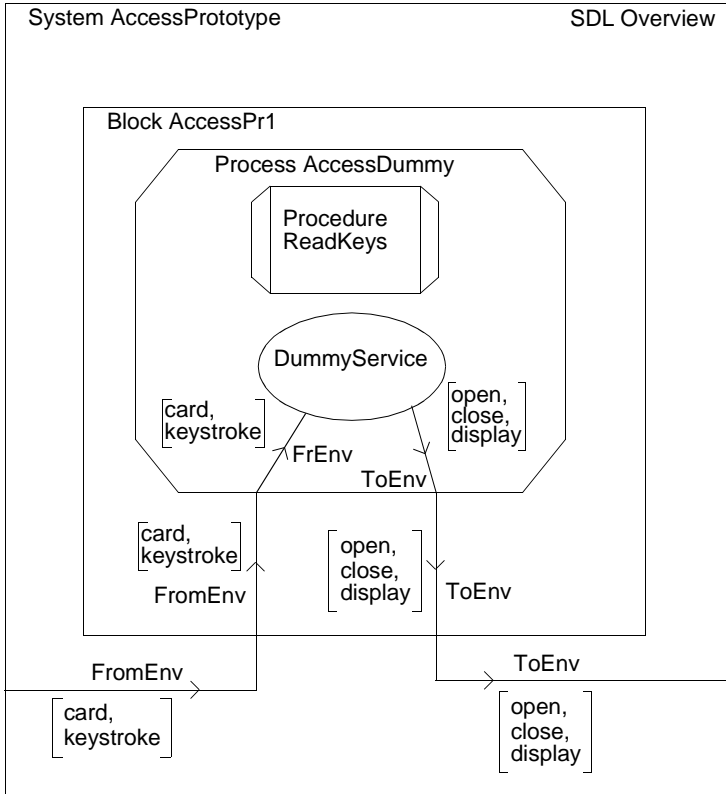 System AccessPrototype
SDL Overview
Block AccessPr1
Process AccessDummy
Procedure
ReadKeys
DummyService
[card,
keystroke]
[open,
close,
display]
FrEnv
ToEnv
[card,
keystroke]
[open,
close,
display]
FromEnv
ToEnv
FromEnv
ToEnv
[card,
keystroke]
[open,
close,
display]